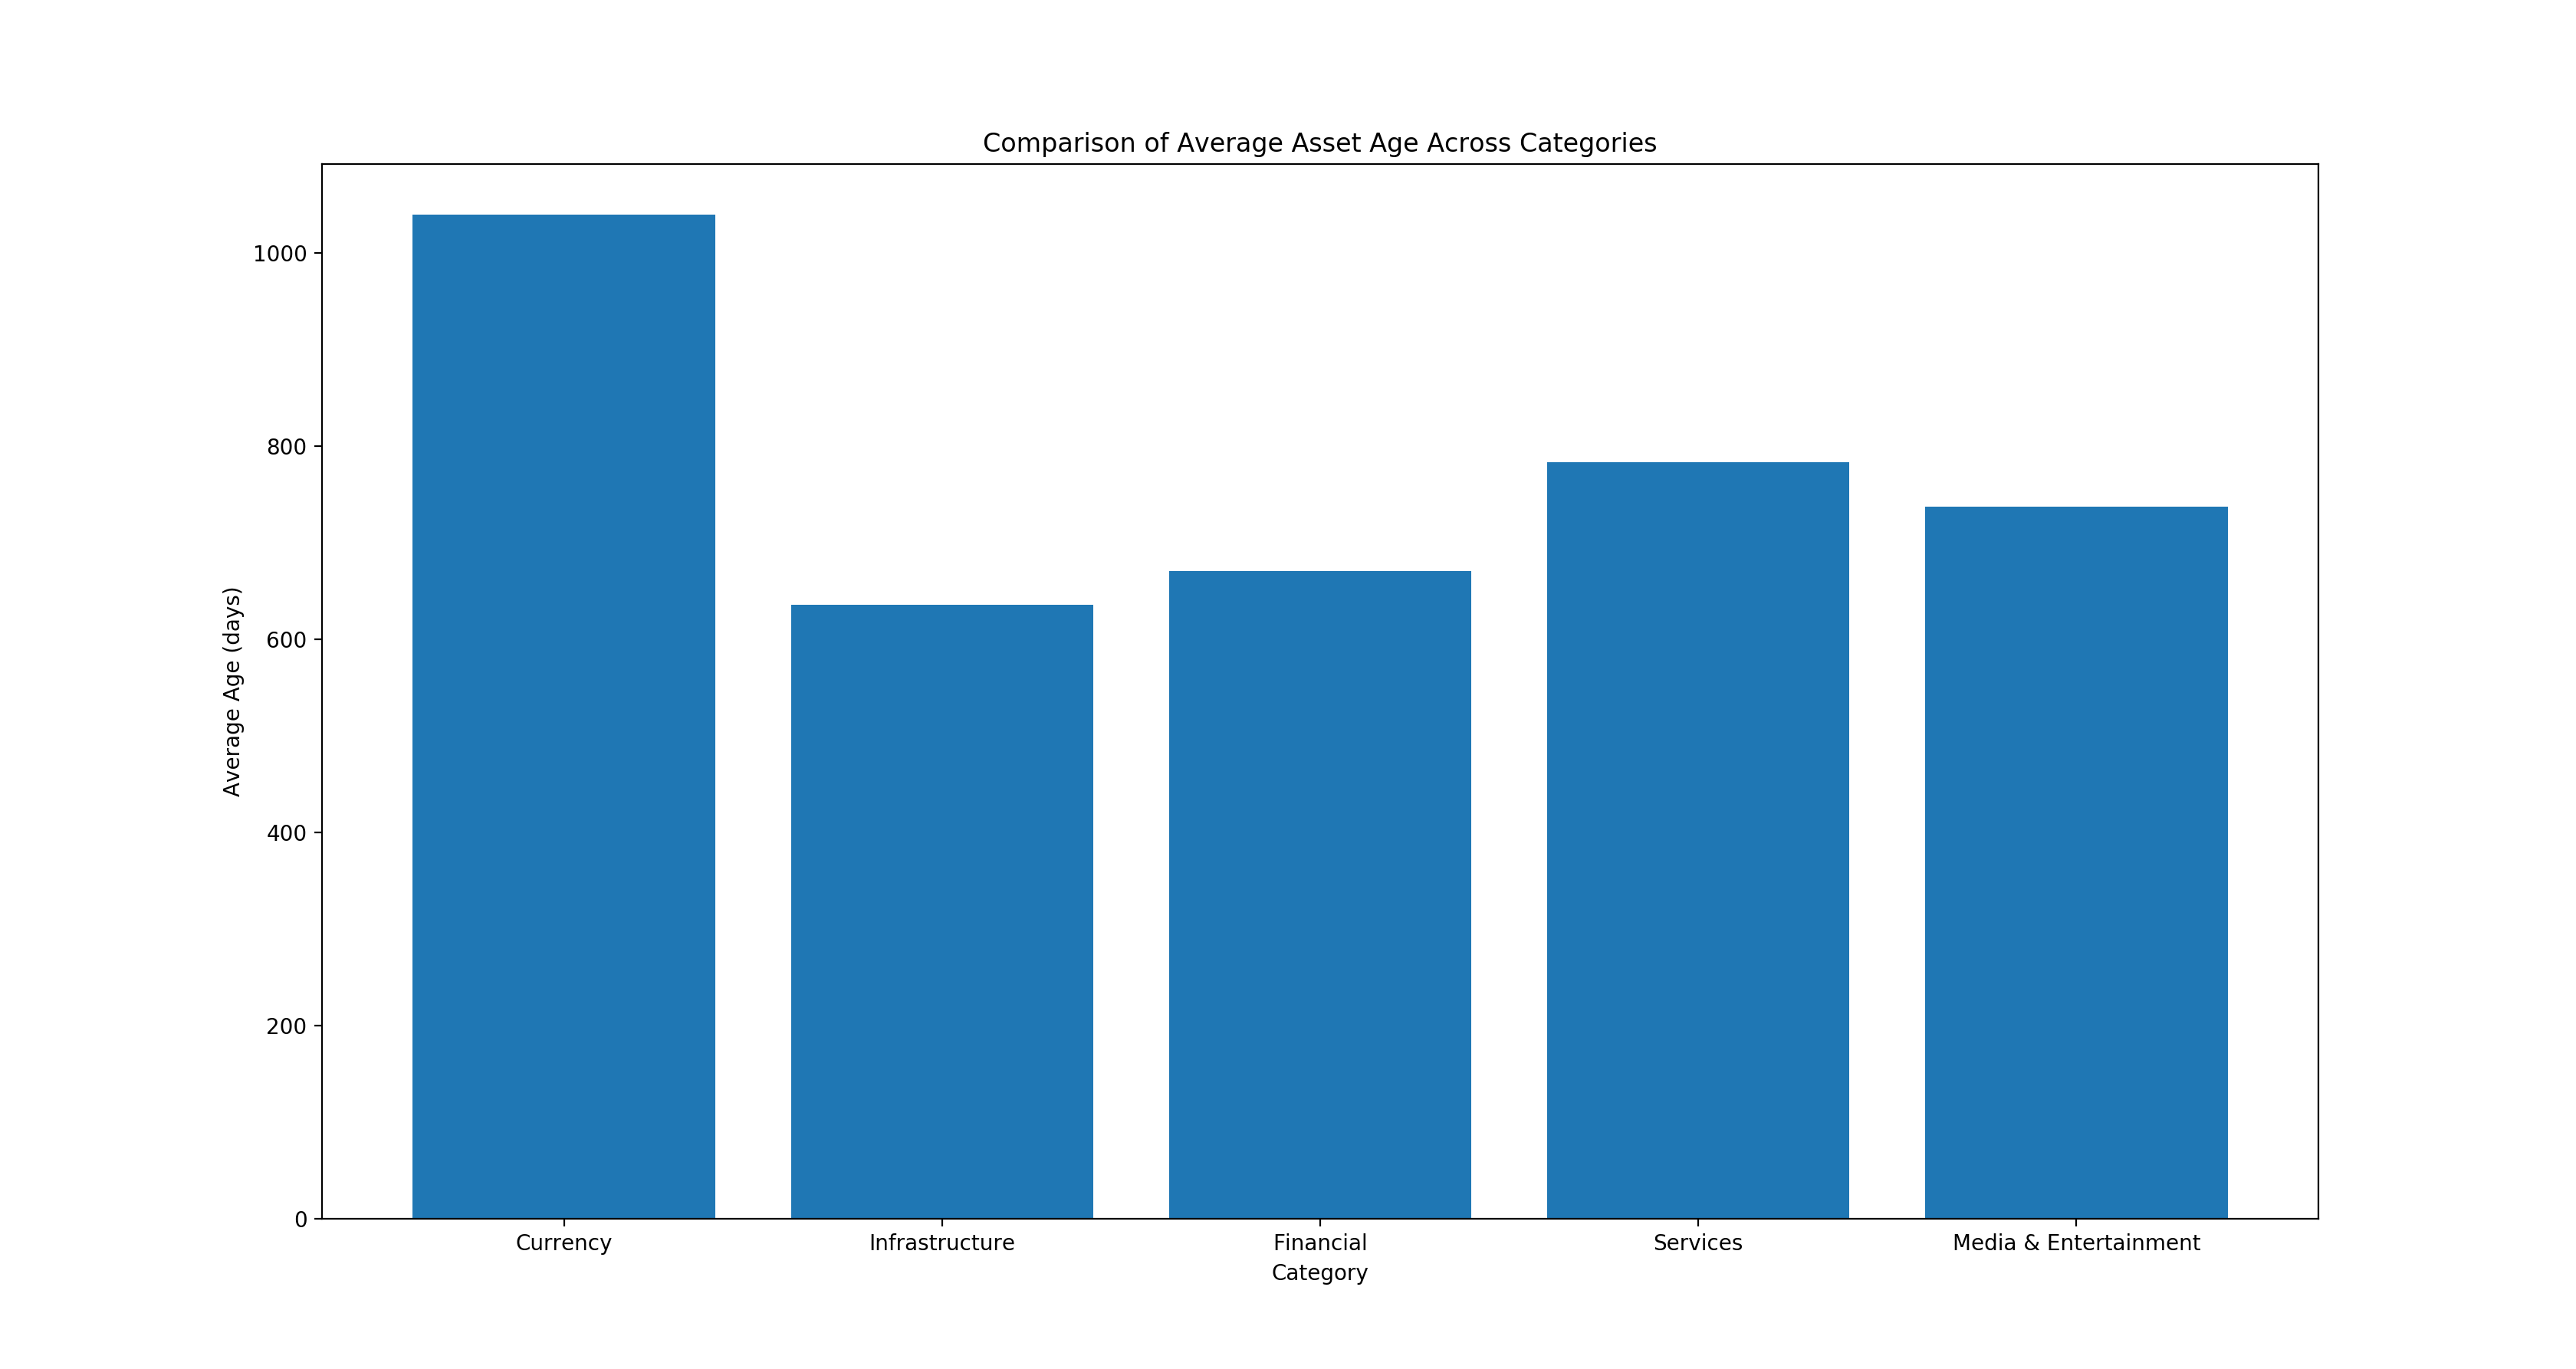 Comparison of Average Asset Age Across Categories
Average Age (days)
1000
800
600
400
200
0
Currency
Infrastructure
Financial
Services
Media & Entertainment
Category